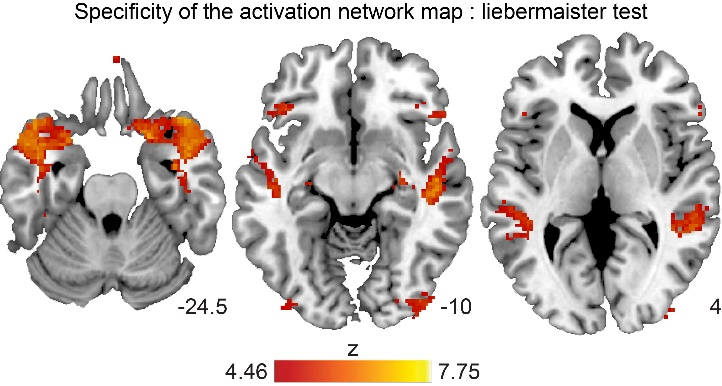 Specificity of the activation network map : liebermaister test
-24.5
-10
4
z
4.46
7.75